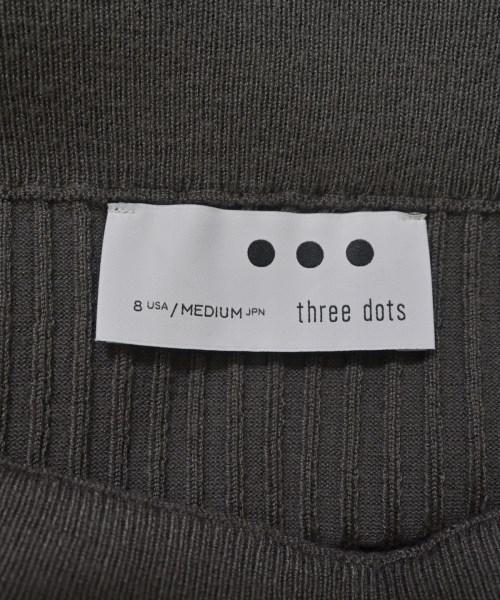 8 USA / MEDIUM JPN three dots